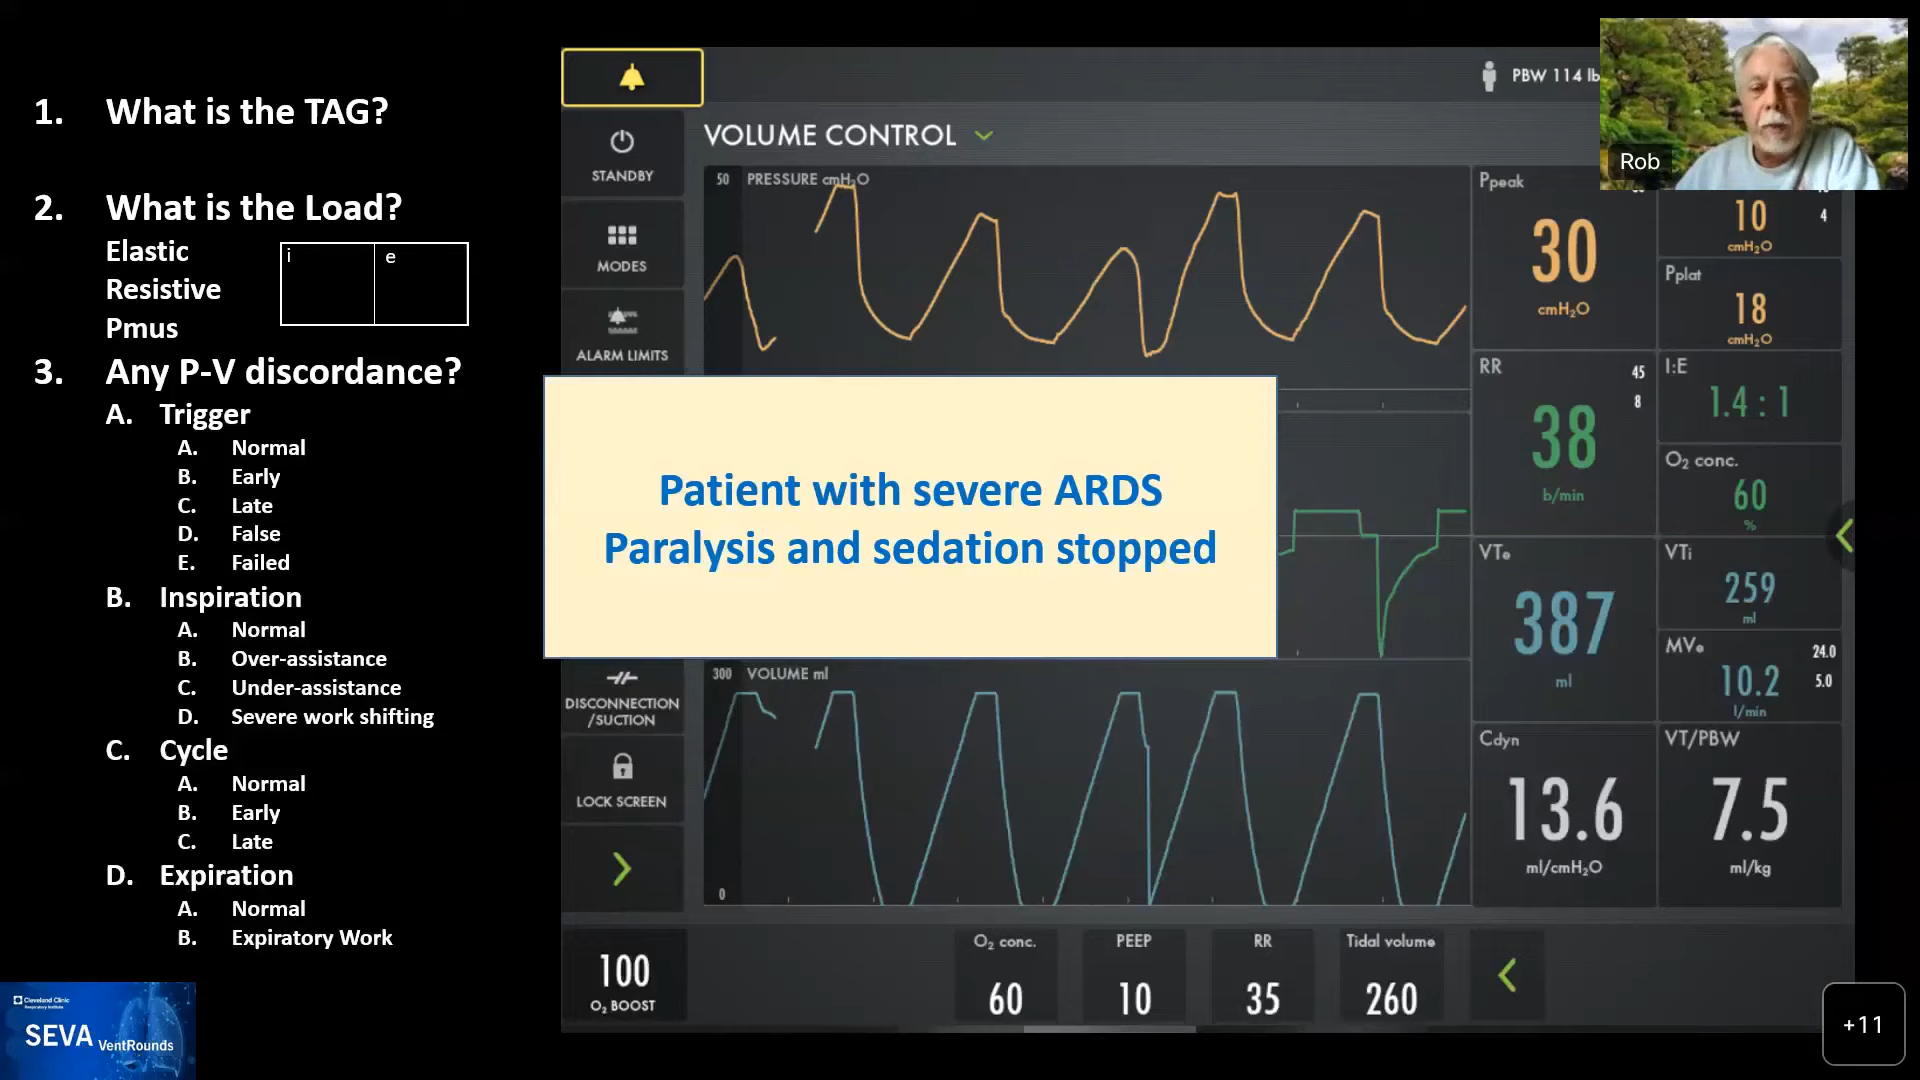 1. What is the TAG?
2. What is the Load?
Elastic
Resistive
Pmus
i e
3. Any P-V discordance?
A. Trigger
A. Normal
B. Early
C. Late
D. False
E. Failed
B. Inspiration
A. Normal
B. Over-assistance
C. Under-assistance
D. Severe work shifting
C. Cycle
A. Normal
B. Early
C. Late
D. Expiration
A. Normal
B. Expiratory Work
Cleveland Clinic
Respiratory Institute
SEVA VentRounds
STANDBY
MODES
ALARM LIMITS
DISCONNECTION
/SUCTION
LOCK SCREEN
100
O₂ BOOST
PBW 114 lb
VOLUME CONTROL
50 PRESSURE cmH₂O
Patient with severe ARDS
Paralysis and sedation stopped
300 VOLUME ml
0
Ppeak
30
cmH₂O
10
4
cmH₂O
Pplat
18
cmH₂O
RR
45
8
38
b/min
I:E
1.4 : 1
O₂ conc.
60
%
VTe
387
ml
VTi
259
ml
MVe
24.0
5.0
10.2
l/min
Cdyn
13.6
ml/cmH₂O
VT/PBW
7.5
ml/kg
O₂ conc.
60
PEEP
10
RR
35
Tidal volume
260
Rob
+11